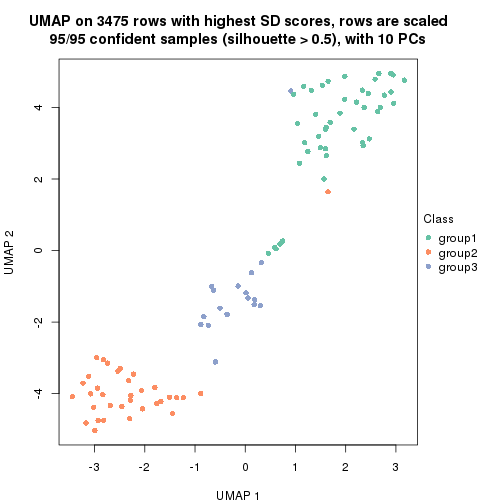 UMAP on 3475 rows with highest SD scores, rows are scaled
95/95 confident samples (silhouette > 0.5), with 10 PCs
4
2
0
-2
-4
UMAP 2
-3 -2 -1 0 1 2 3
UMAP 1
Class
group1
group2
group3